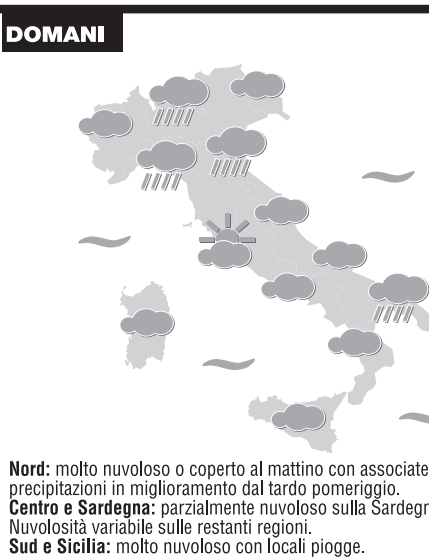 DOMANI
Nord: molto nuvoloso o coperto al mattino con associate
precipitazioni in miglioramento dal tardo pomeriggio.
Centro e Sardegna: parzialmente nuvoloso sulla Sardegn
Nuvolosità variabile sulle restanti regioni.
Sud e Sicilia: molto nuvoloso con locali piogge.